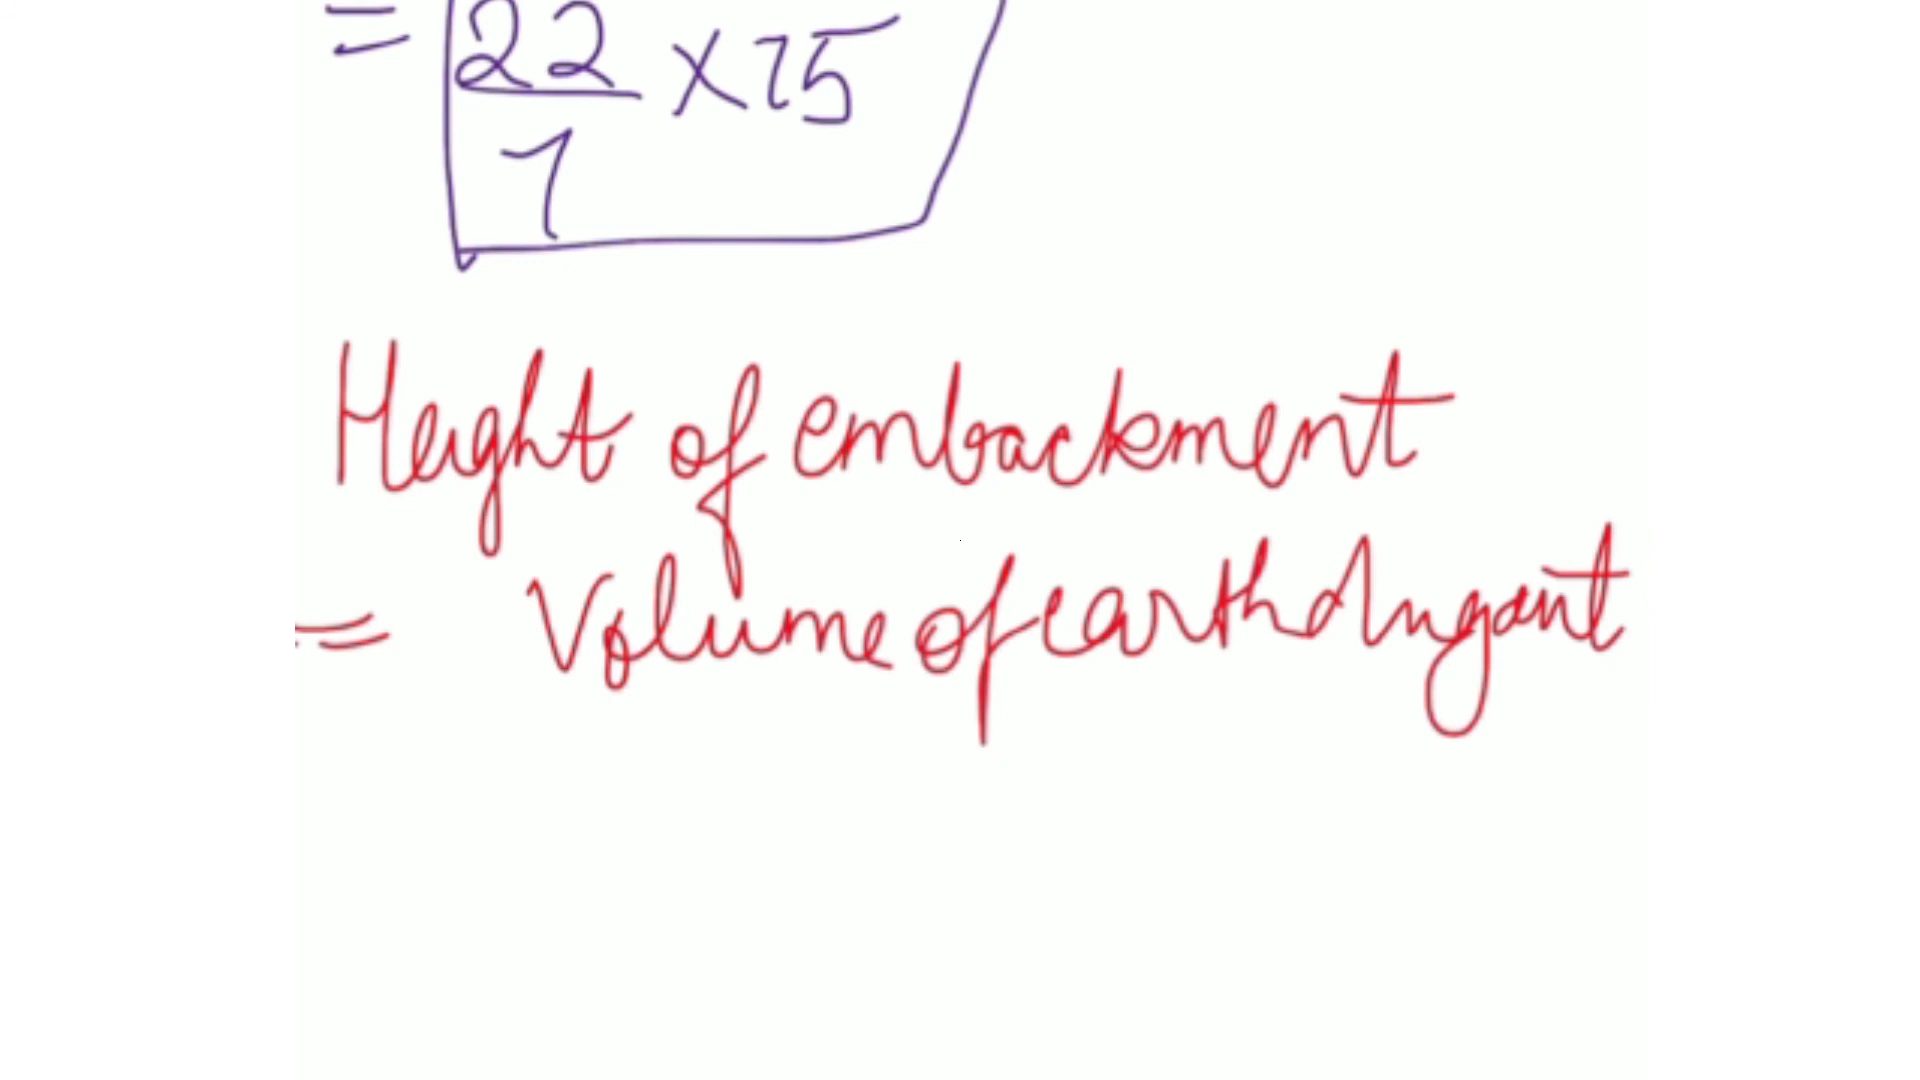 = 22/7 × 75
Height of embackment
= Volume of earth dugout